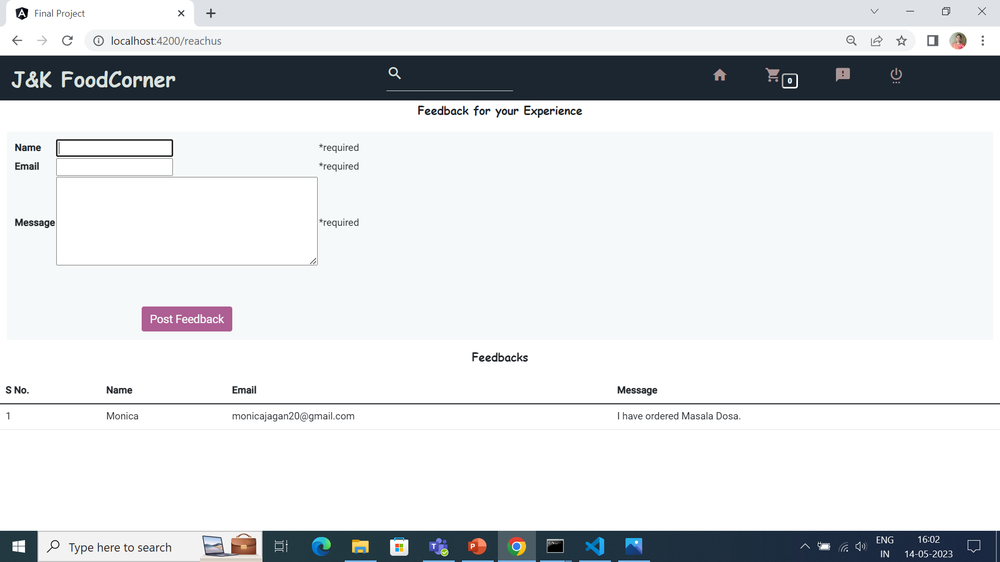 Final Project
localhost:4200/reachus
J&K FoodCorner
0
Feedback for your Experience
Name *required
Email *required
Message *required
Post Feedback
Feedbacks
S No. Name Email Message
1 Monica monicajagan20@gmail.com I have ordered Masala Dosa.
Type here to search
ENG 16:02
IN 14-05-2023